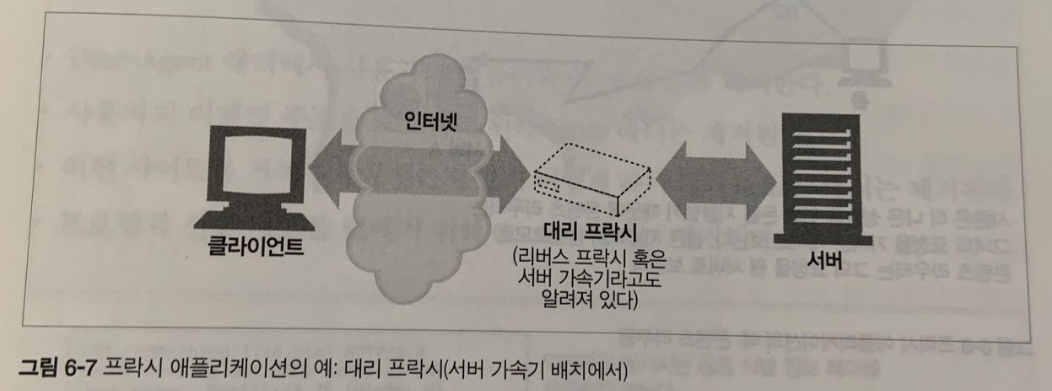 인터넷
클라이언트
대리 프락시
(리버스 프락시 혹은
서버 가속기라고도
알려져 있다)
서버
그림 6-7 프락시 애플리케이션의 예: 대리 프락시(서버 가속기 배치에서)